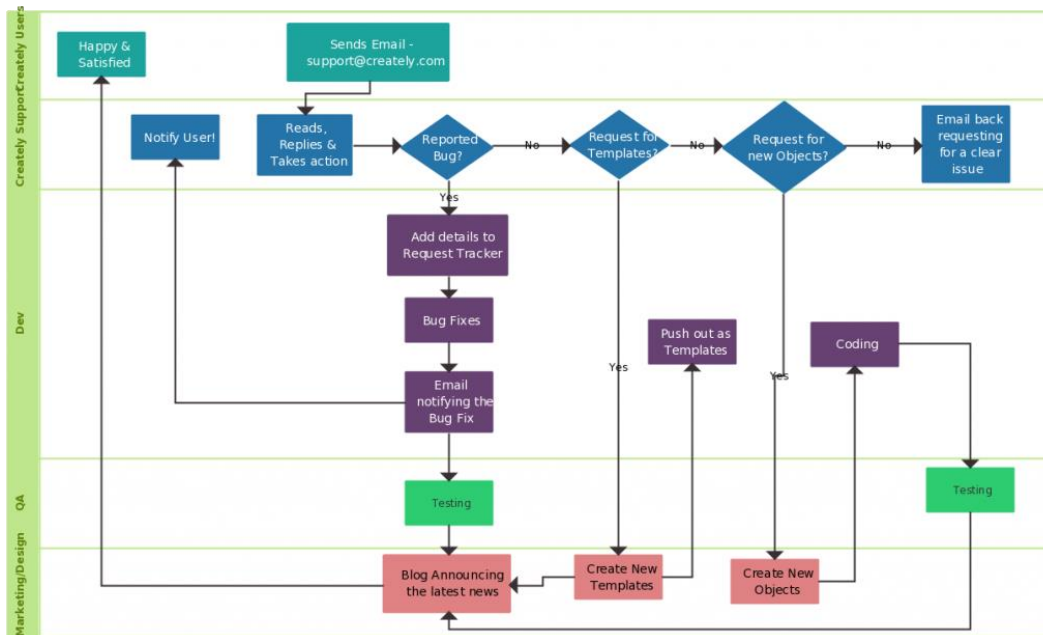 Creately Users
Happy &
Satisfied
Sends Email -
support@creately.com
Creately Support
Notify User!
Reads,
Replies &
Takes action
Reported
Bug?
No
Request for
Templates?
No
Request for
new Objects?
No
Email back
requesting
for a clear
issue
Yes
Dev
Add details to
Request Tracker
Bug Fixes
Email
notifying the
Bug Fix
Yes
Push out as
Templates
Yes
Coding
QA
Testing
Testing
Marketing/Design
Blog Announcing
the latest news
Create New
Templates
Create New
Objects